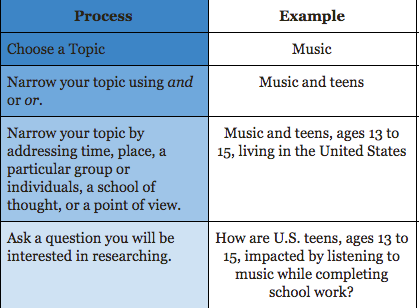 Process
Example
Choose a Topic
Music
Narrow your topic using and
or or.
Music and teens
Narrow your topic by
addressing time, place, a
particular group or
individuals, a school of
thought, or a point of view.
Music and teens, ages 13 to
15, living in the United States
Ask a question you will be
interested in researching.
How are U.S. teens, ages 13 to
15, impacted by listening to
music while completing
school work?